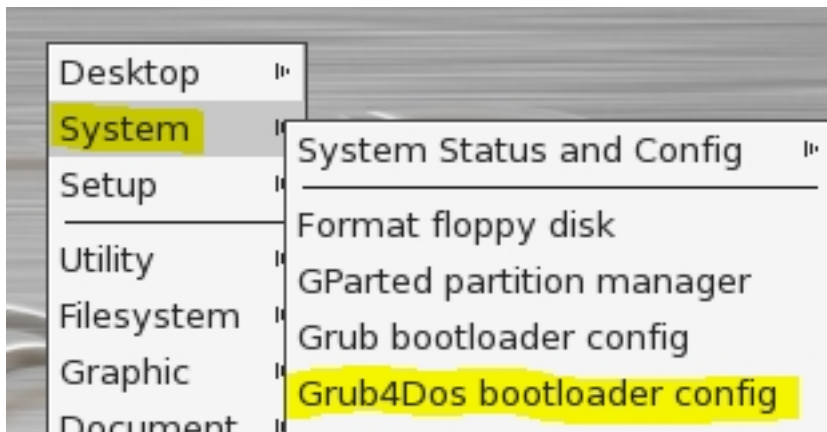 Desktop
System
Setup
Utility
Filesystem
Graphic
Document
System Status and Config
Format floppy disk
GParted partition manager
Grub bootloader config
Grub4Dos bootloader config